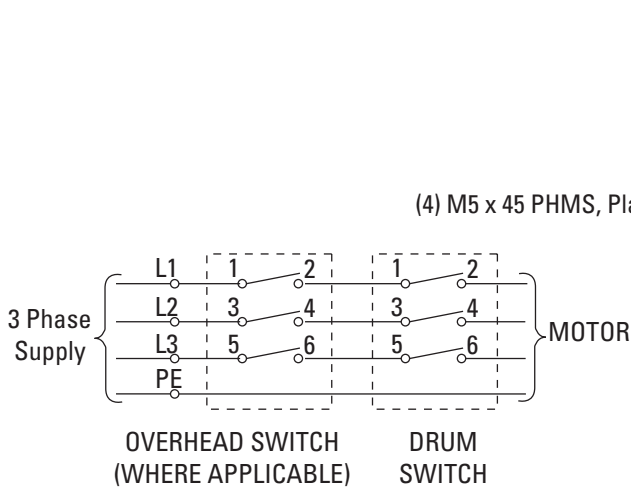 (4) M5 x 45 PHMS,
L1 1 2 1 2
L2 3 4 3 4
3 Phase
Supply
MOTOR
L3 5 6 5 6
PE
OVERHEAD SWITCH
(WHERE APPLICABLE)
DRUM
SWITCH